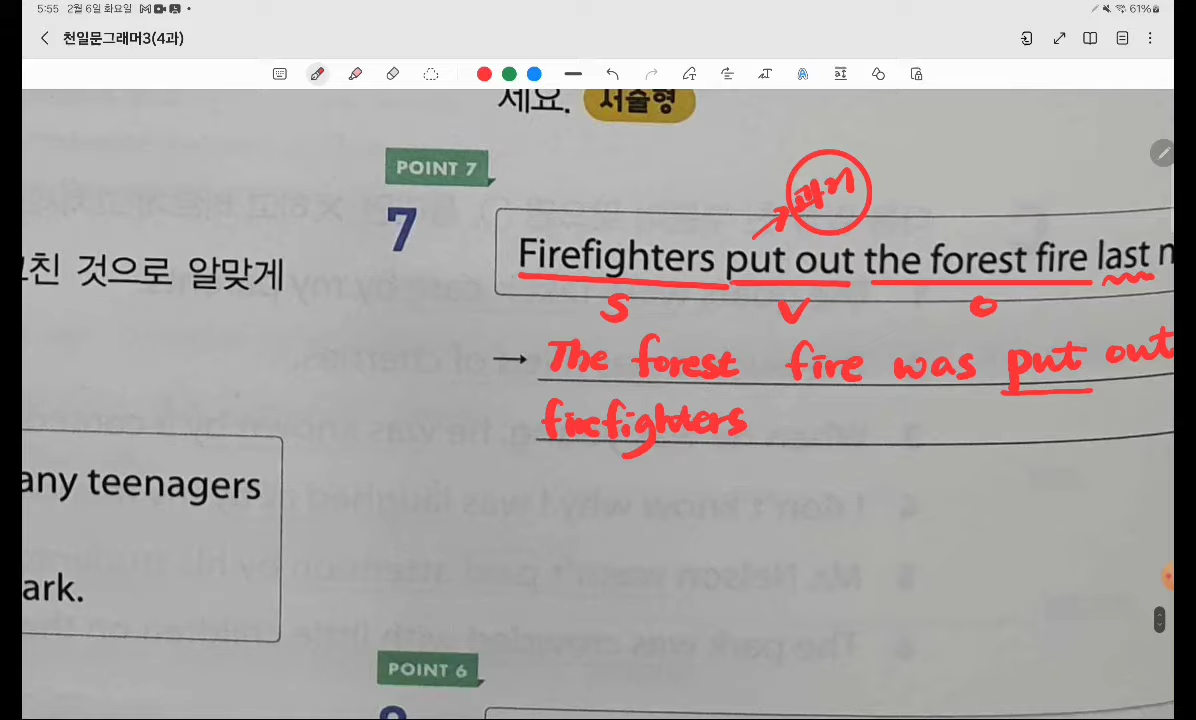 5:55 2월 6일 화요일
61%
천일문그래머3(4과)
세요. 서술형
POINT 7
7
과거
Firefighters put out the forest fire last
S V O
친 것으로 알맞게
→ The forest fire was put out
firefighters
any teenagers
ark.
POINT 6